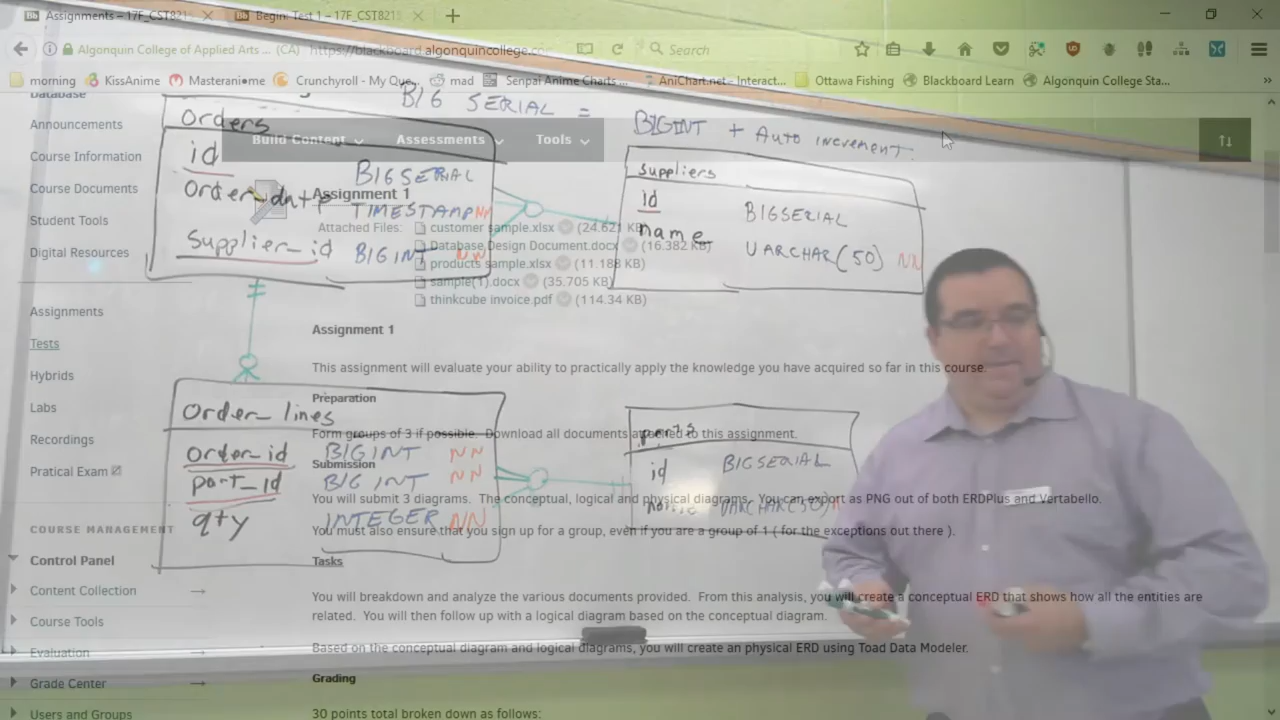 Assignments – 17F_CST821
Begin: Test 1 – 17F_CST8215
Algonquin College of Applied Arts ... (CA)
https://blackboard.algonquincollege.co
Search
morning
KissAnime
Masterani•me
Crunchyroll - My Que...
mad
Senpai Anime Charts ...
AniChart.net - Interact...
Ottawa Fishing
Blackboard Learn
Algonquin College Sta...
Database
Announcements
Course Information
Course Documents
Student Tools
Digital Resources
Assignments
Tests
Hybrids
Labs
Recordings
Pratical Exam
COURSE MANAGEMENT
Control Panel
Content Collection
Course Tools
Evaluation
Grade Center
Users and Groups
Build Content
Assessments
Tools
Assignment 1
Attached Files:
customer sample.xlsx (24.621 KB)
Database Design Document.docx (16.382 KB)
products sample.xlsx (11.188 KB)
sample(1).docx (35.705 KB)
thinkcube invoice.pdf (114.34 KB)
Assignment 1
This assignment will evaluate your ability to practically apply the knowledge you have acquired so far in this course.
Preparation
Form groups of 3 if possible. Download all documents attached to this assignment.
Submission
You will submit 3 diagrams. The conceptual, logical and physical diagrams. You can export as PNG out of both ERDPlus and Vertabello.
You must also ensure that you sign up for a group, even if you are a group of 1 ( for the exceptions out there ).
Tasks
You will breakdown and analyze the various documents provided. From this analysis, you will create a conceptual ERD that shows how all the entities are
related. You will then follow up with a logical diagram based on the conceptual diagram.
Based on the conceptual diagram and logical diagrams, you will create an physical ERD using Toad Data Modeler.
Grading
30 points total broken down as follows:
BIG SERIAL = BIGINT + Auto increment.
Orders
id BIGSERIAL
Order_date TIMESTAMP NN
Supplier_id BIGINT NN
Suppliers
id BIGSERIAL
name VARCHAR(50) NN
Order_lines
Order_id BIGINT NN
part_id BIGINT NN
qty INTEGER NN
parts
id BIGSERIAL
name VARCHAR(50)